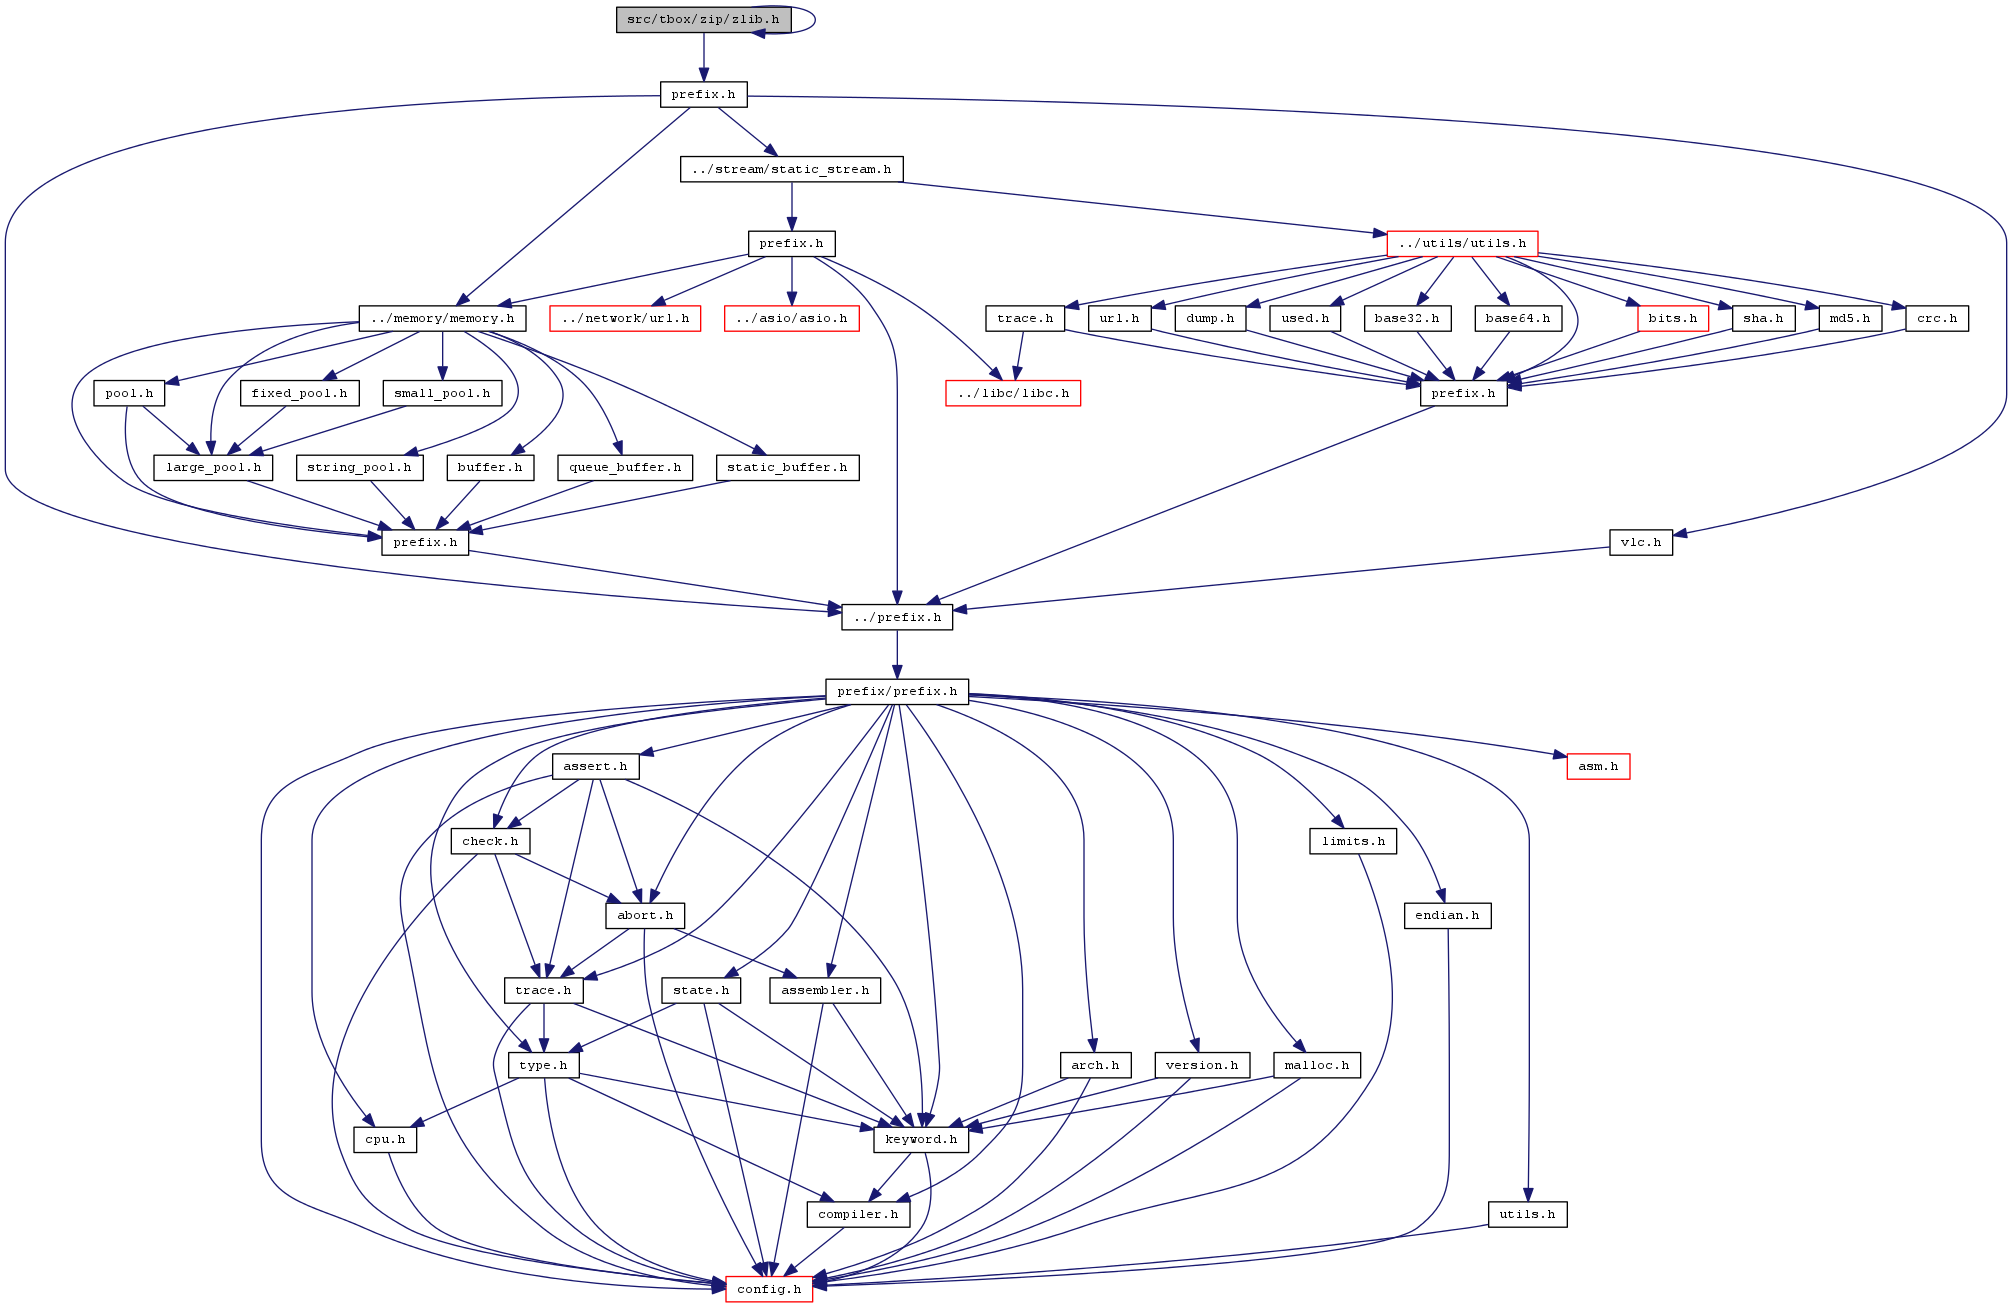 src/tbox/zip/zlib.h
prefix.h
../stream/static_stream.h
prefix.h
../utils/utils.h
../memory/memory.h
../network/url.h
../asio/asio.h
trace.h
url.h
dump.h
used.h
base32.h
base64.h
bits.h
sha.h
md5.h
crc.h
pool.h
fixed_pool.h
small_pool.h
../libc/libc.h
prefix.h
large_pool.h
string_pool.h
buffer.h
queue_buffer.h
static_buffer.h
prefix.h
vlc.h
../prefix.h
prefix/prefix.h
assert.h
asm.h
check.h
limits.h
abort.h
endian.h
trace.h
state.h
assembler.h
type.h
arch.h
version.h
malloc.h
cpu.h
keyword.h
compiler.h
utils.h
config.h